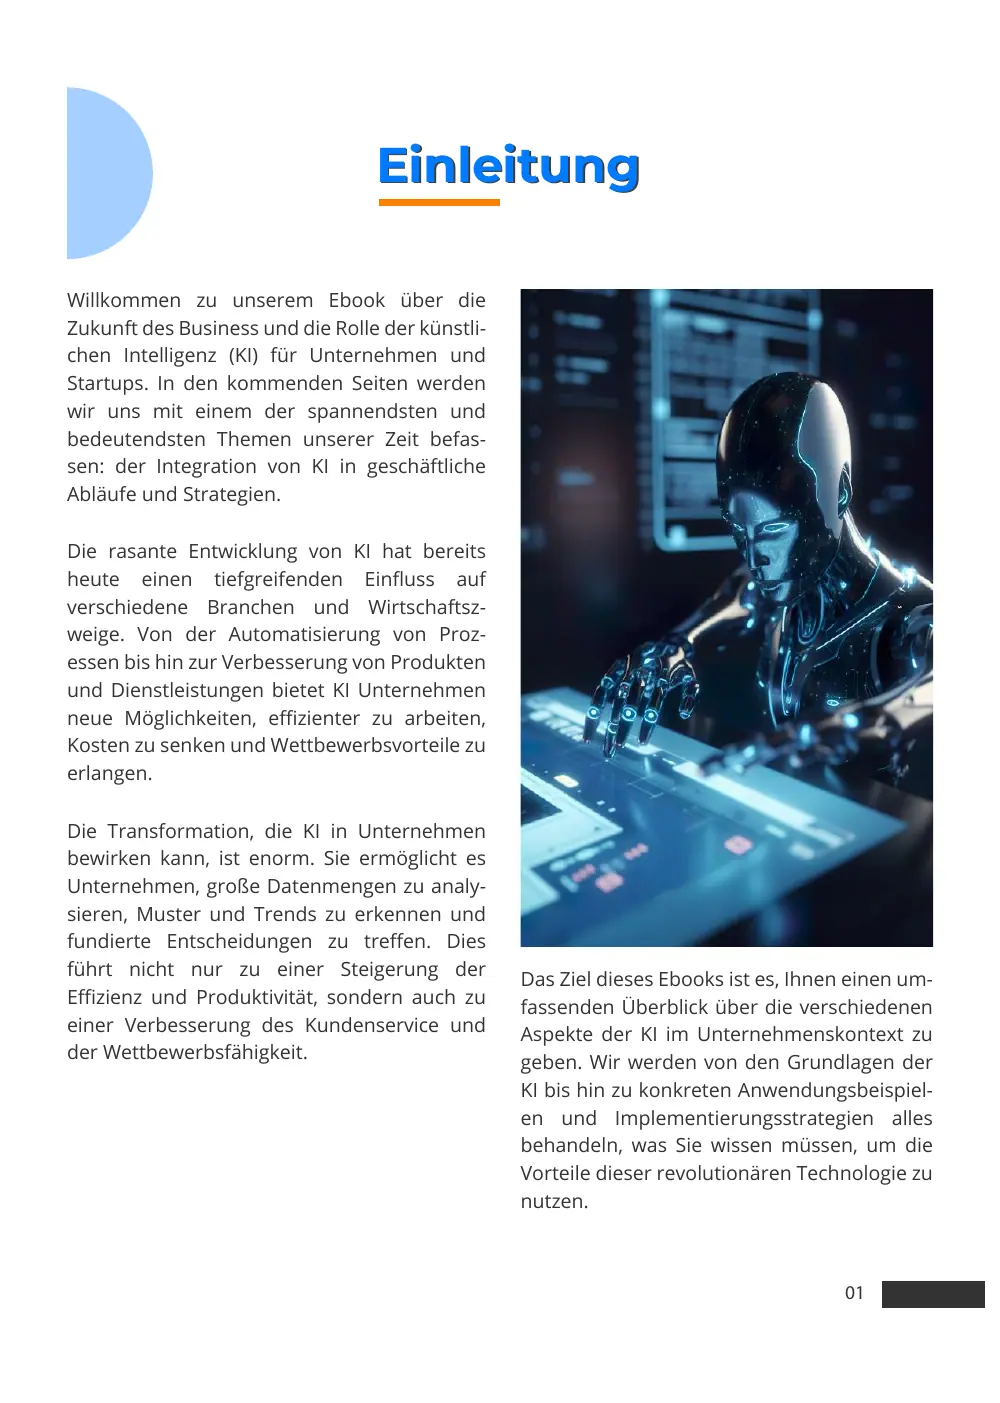 Einleitung
Willkommen zu unserem Ebook über die
Zukunft des Business und die Rolle der künstli-
chen Intelligenz (KI) für Unternehmen und
Startups. In den kommenden Seiten werden
wir uns mit einem der spannendsten und
bedeutendsten Themen unserer Zeit befas-
sen: der Integration von KI in geschäftliche
Abläufe und Strategien.
Die rasante Entwicklung von KI hat bereits
heute einen tiefgreifenden Einfluss auf
verschiedene Branchen und Wirtschaftsz-
weige. Von der Automatisierung von Proz-
essen bis hin zur Verbesserung von Produkten
und Dienstleistungen bietet KI Unternehmen
neue Möglichkeiten, effizienter zu arbeiten,
Kosten zu senken und Wettbewerbsvorteile zu
erlangen.
Die Transformation, die KI in Unternehmen
bewirken kann, ist enorm. Sie ermöglicht es
Unternehmen, große Datenmengen zu analy-
sieren, Muster und Trends zu erkennen und
fundierte Entscheidungen zu treffen. Dies
führt nicht nur zu einer Steigerung der
Effizienz und Produktivität, sondern auch zu
einer Verbesserung des Kundenservice und
der Wettbewerbsfähigkeit.
Das Ziel dieses Ebooks ist es, Ihnen einen um-
fassenden Überblick über die verschiedenen
Aspekte der KI im Unternehmenskontext zu
geben. Wir werden von den Grundlagen der
KI bis hin zu konkreten Anwendungsbeispiel-
en und Implementierungsstrategien alles
behandeln, was Sie wissen müssen, um die
Vorteile dieser revolutionären Technologie zu
nutzen.
01